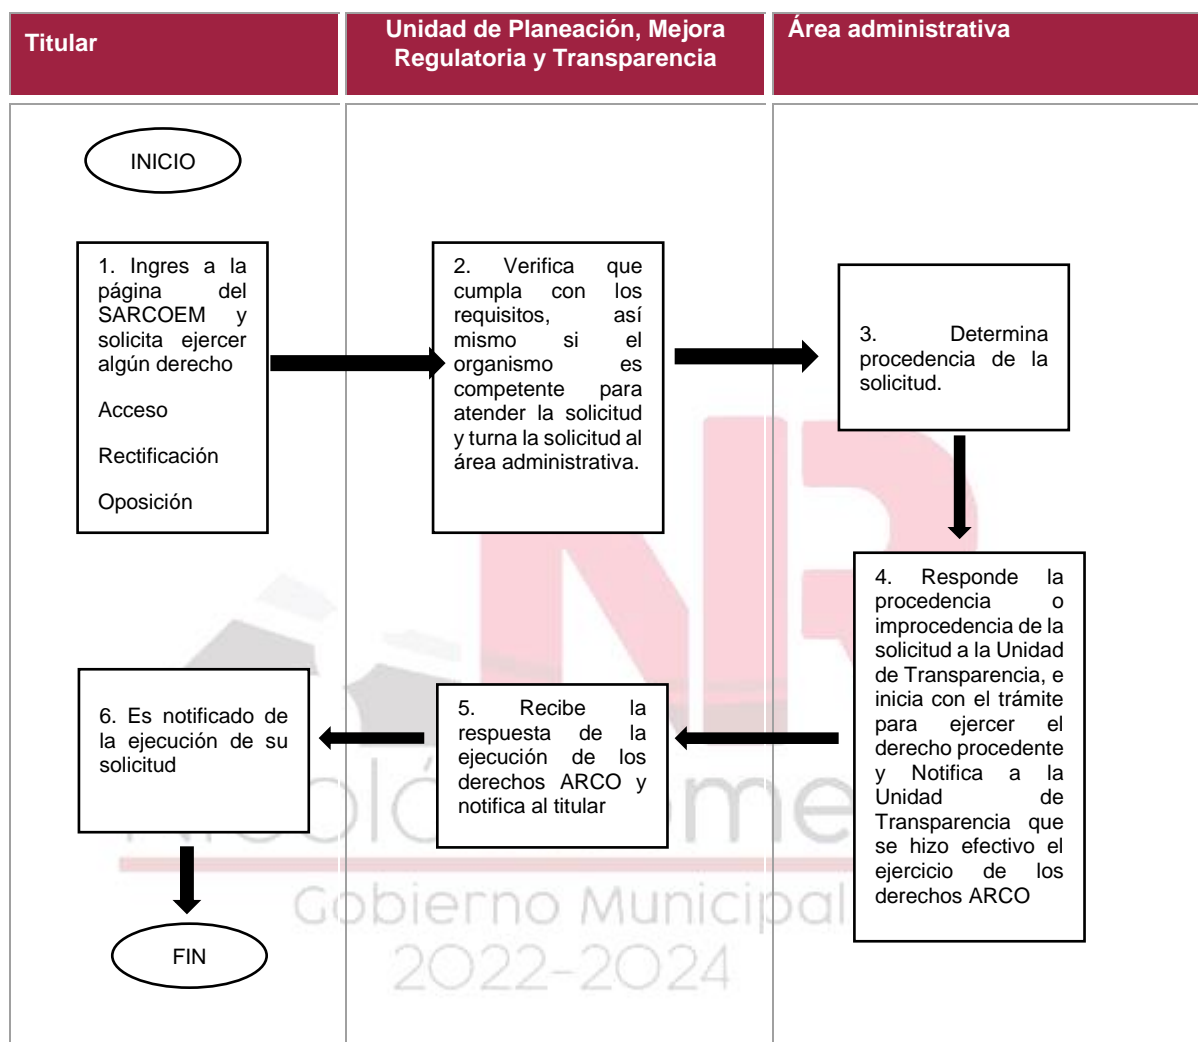 Titular
Unidad de Planeación, Mejora
Regulatoria y Transparencia
Área administrativa
INICIO
1. Ingres a la
página del
SARCOEM y
solicita ejercer
algún derecho
Acceso
Rectificación
Oposición
2. Verifica que
cumpla con los
requisitos, así
mismo si el
organismo es
competente para
atender la solicitud
y turna la solicitud al
área administrativa.
3. Determina
procedencia de la
solicitud.
4. Responde la
procedencia o
improcedencia de la
solicitud a la Unidad
de Transparencia, e
inicia con el trámite
para ejercer el
derecho procedente
y Notifica a la
Unidad de
Transparencia que
se hizo efectivo el
ejercicio de los
derechos ARCO
5. Recibe la
respuesta de la
ejecución de los
derechos ARCO y
notifica al titular
6. Es notificado de
la ejecución de su
solicitud
FIN
NR
Gobierno Municipal
2022-2024